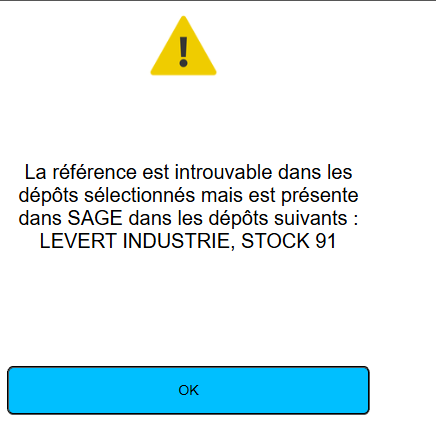 La référence est introuvable dans les
dépôts sélectionnés mais est présente
dans SAGE dans les dépôts suivants :
LEVERT INDUSTRIE, STOCK 91
OK